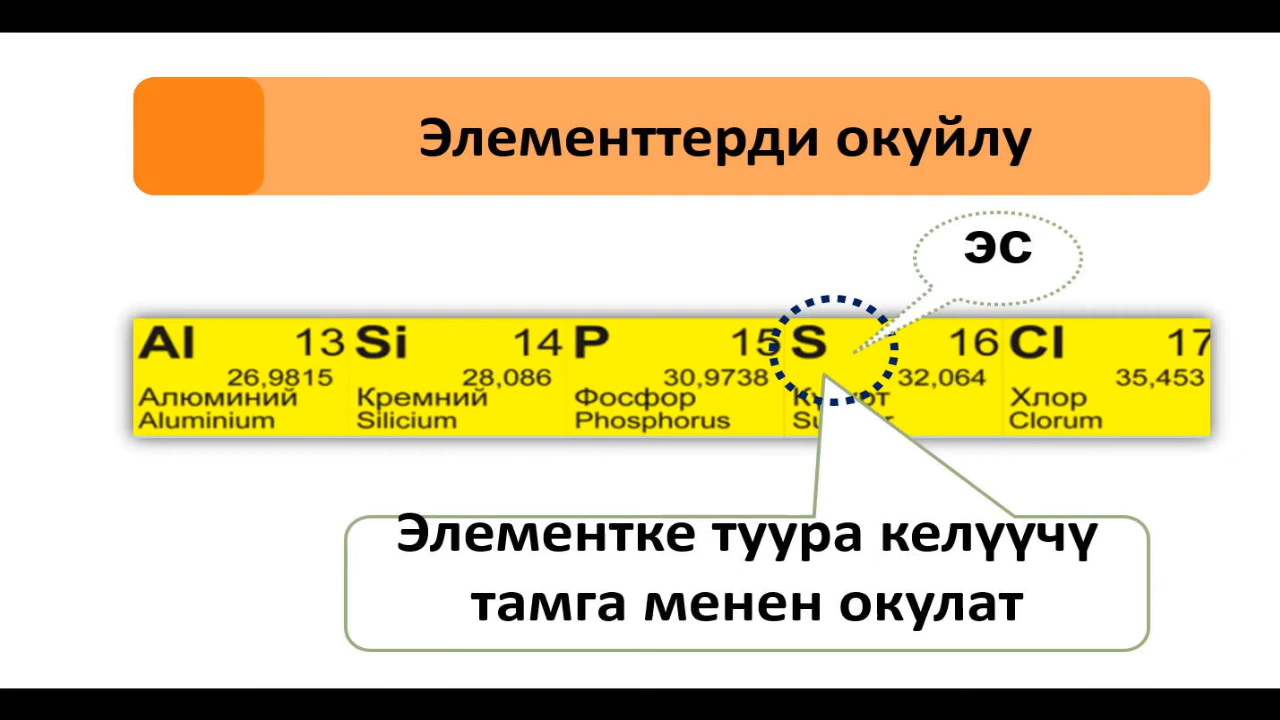 Элементтерди окуйлу
эс
Al 13 Si 14 P 15 S 16 Cl 17
26,9815 28,086 30,9738 32,064 35,453
Алюминий Кремний Фосфор Хлор
Aluminium Silicium Phosphorus Clorum
Элементке туура келүүчү
тамга менен окулат